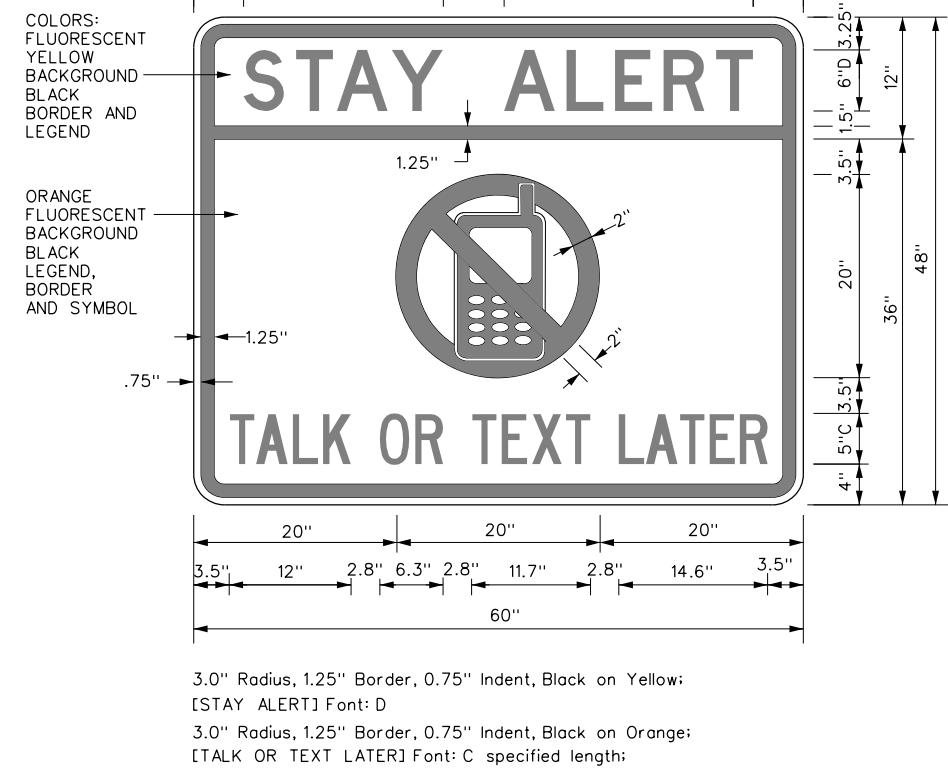 COLORS:
FLUORESCENT
YELLOW
BACKGROUND
BLACK
BORDER AND
LEGEND
STAY ALERT
3.25"
6"D
12"
1.5"
1.25"
3.5"
ORANGE
FLUORESCENT
BACKGROUND
BLACK
LEGEND,
BORDER
AND SYMBOL
2"
20"
48"
36"
1.25"
2"
.75"
3.5"
TALK OR TEXT LATER
5"C
4"
20" 20" 20"
3.5" 12" 2.8" 6.3" 2.8" 11.7" 2.8" 14.6" 3.5"
60"
3.0" Radius, 1.25" Border, 0.75" Indent, Black on Yellow;
[STAY ALERT] Font: D
3.0" Radius, 1.25" Border, 0.75" Indent, Black on Orange;
[TALK OR TEXT LATER] Font: C specified length;